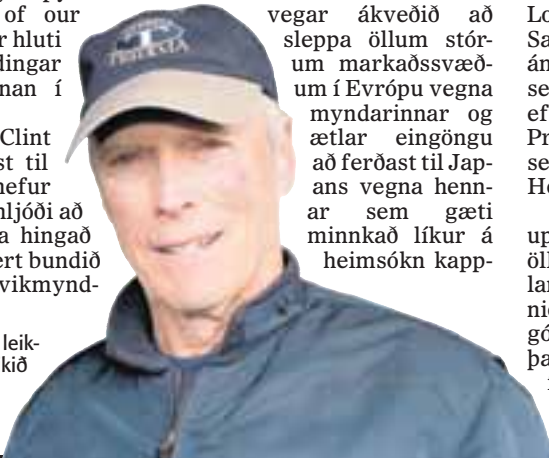 of our
r hluti
dingar
nan í
Clint
st til
hefur
hljóði að
a hingað
ert bundið
vikmynd-
leik-
kið
vegar ákveðið að
sleppa öllum stór-
um markaðssvæð-
um í Evrópu vegna
myndarinnar og
ætlar eingöngu
að ferðast til Jap-
ans vegna henn-
ar sem gæti
minnkað líkur á
heimsókn kapp-
Lo
Sa
án
se
ef
Pr
se
He
up
öll
lar
nið
gó
þa